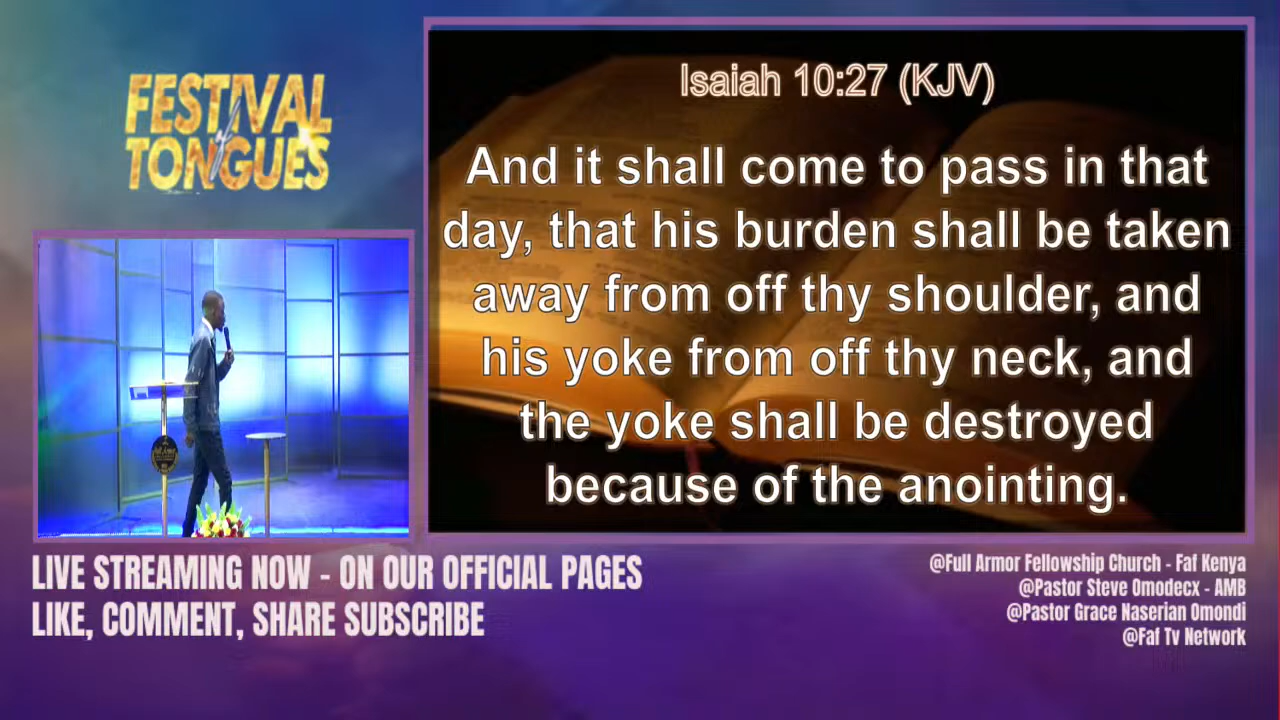 FESTIVAL
of
TONGUES
Isaiah 10:27 (KJV)
And it shall come to pass in that
day, that his burden shall be taken
away from off thy shoulder, and
his yoke from off thy neck, and
the yoke shall be destroyed
because of the anointing.
LIVE STREAMING NOW - ON OUR OFFICIAL PAGES
LIKE, COMMENT, SHARE SUBSCRIBE
@Full Armor Fellowship Church - Faf Kenya
@Pastor Steve Omodecx - AMB
@Pastor Grace Naserian Omondi
@Faf Tv Network